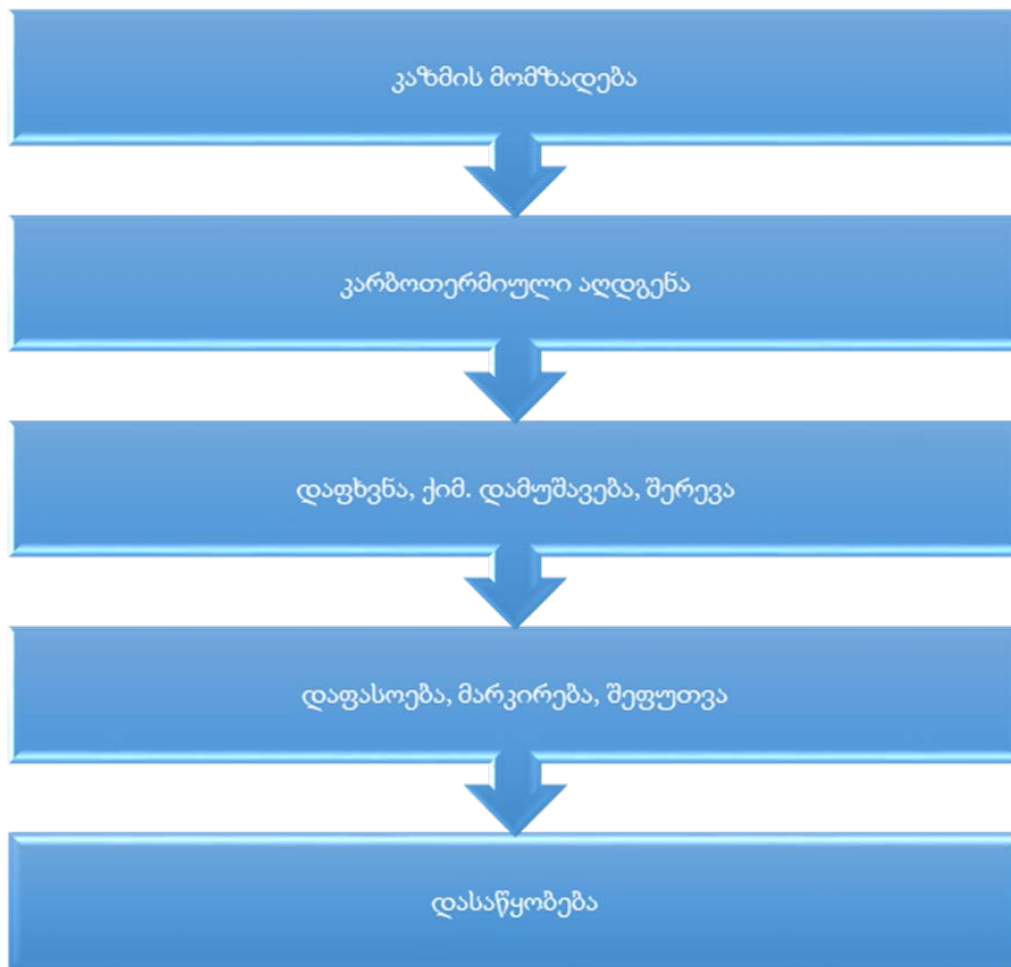 კაზმის მომზადება
კარბოთერმიული აღდგენა
დაფხვნა, ქიმ. დამუშავება, შერევა
დაფასოება, მარკირება, შეფუთვა
დასაწყობება